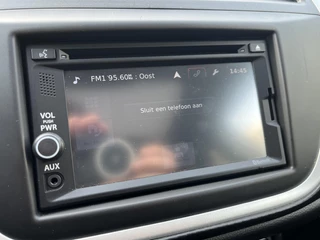 FM1 95.60 : Oost
14:45
Sluit een telefoon aan
VOL
PUSH
PWR
AUX